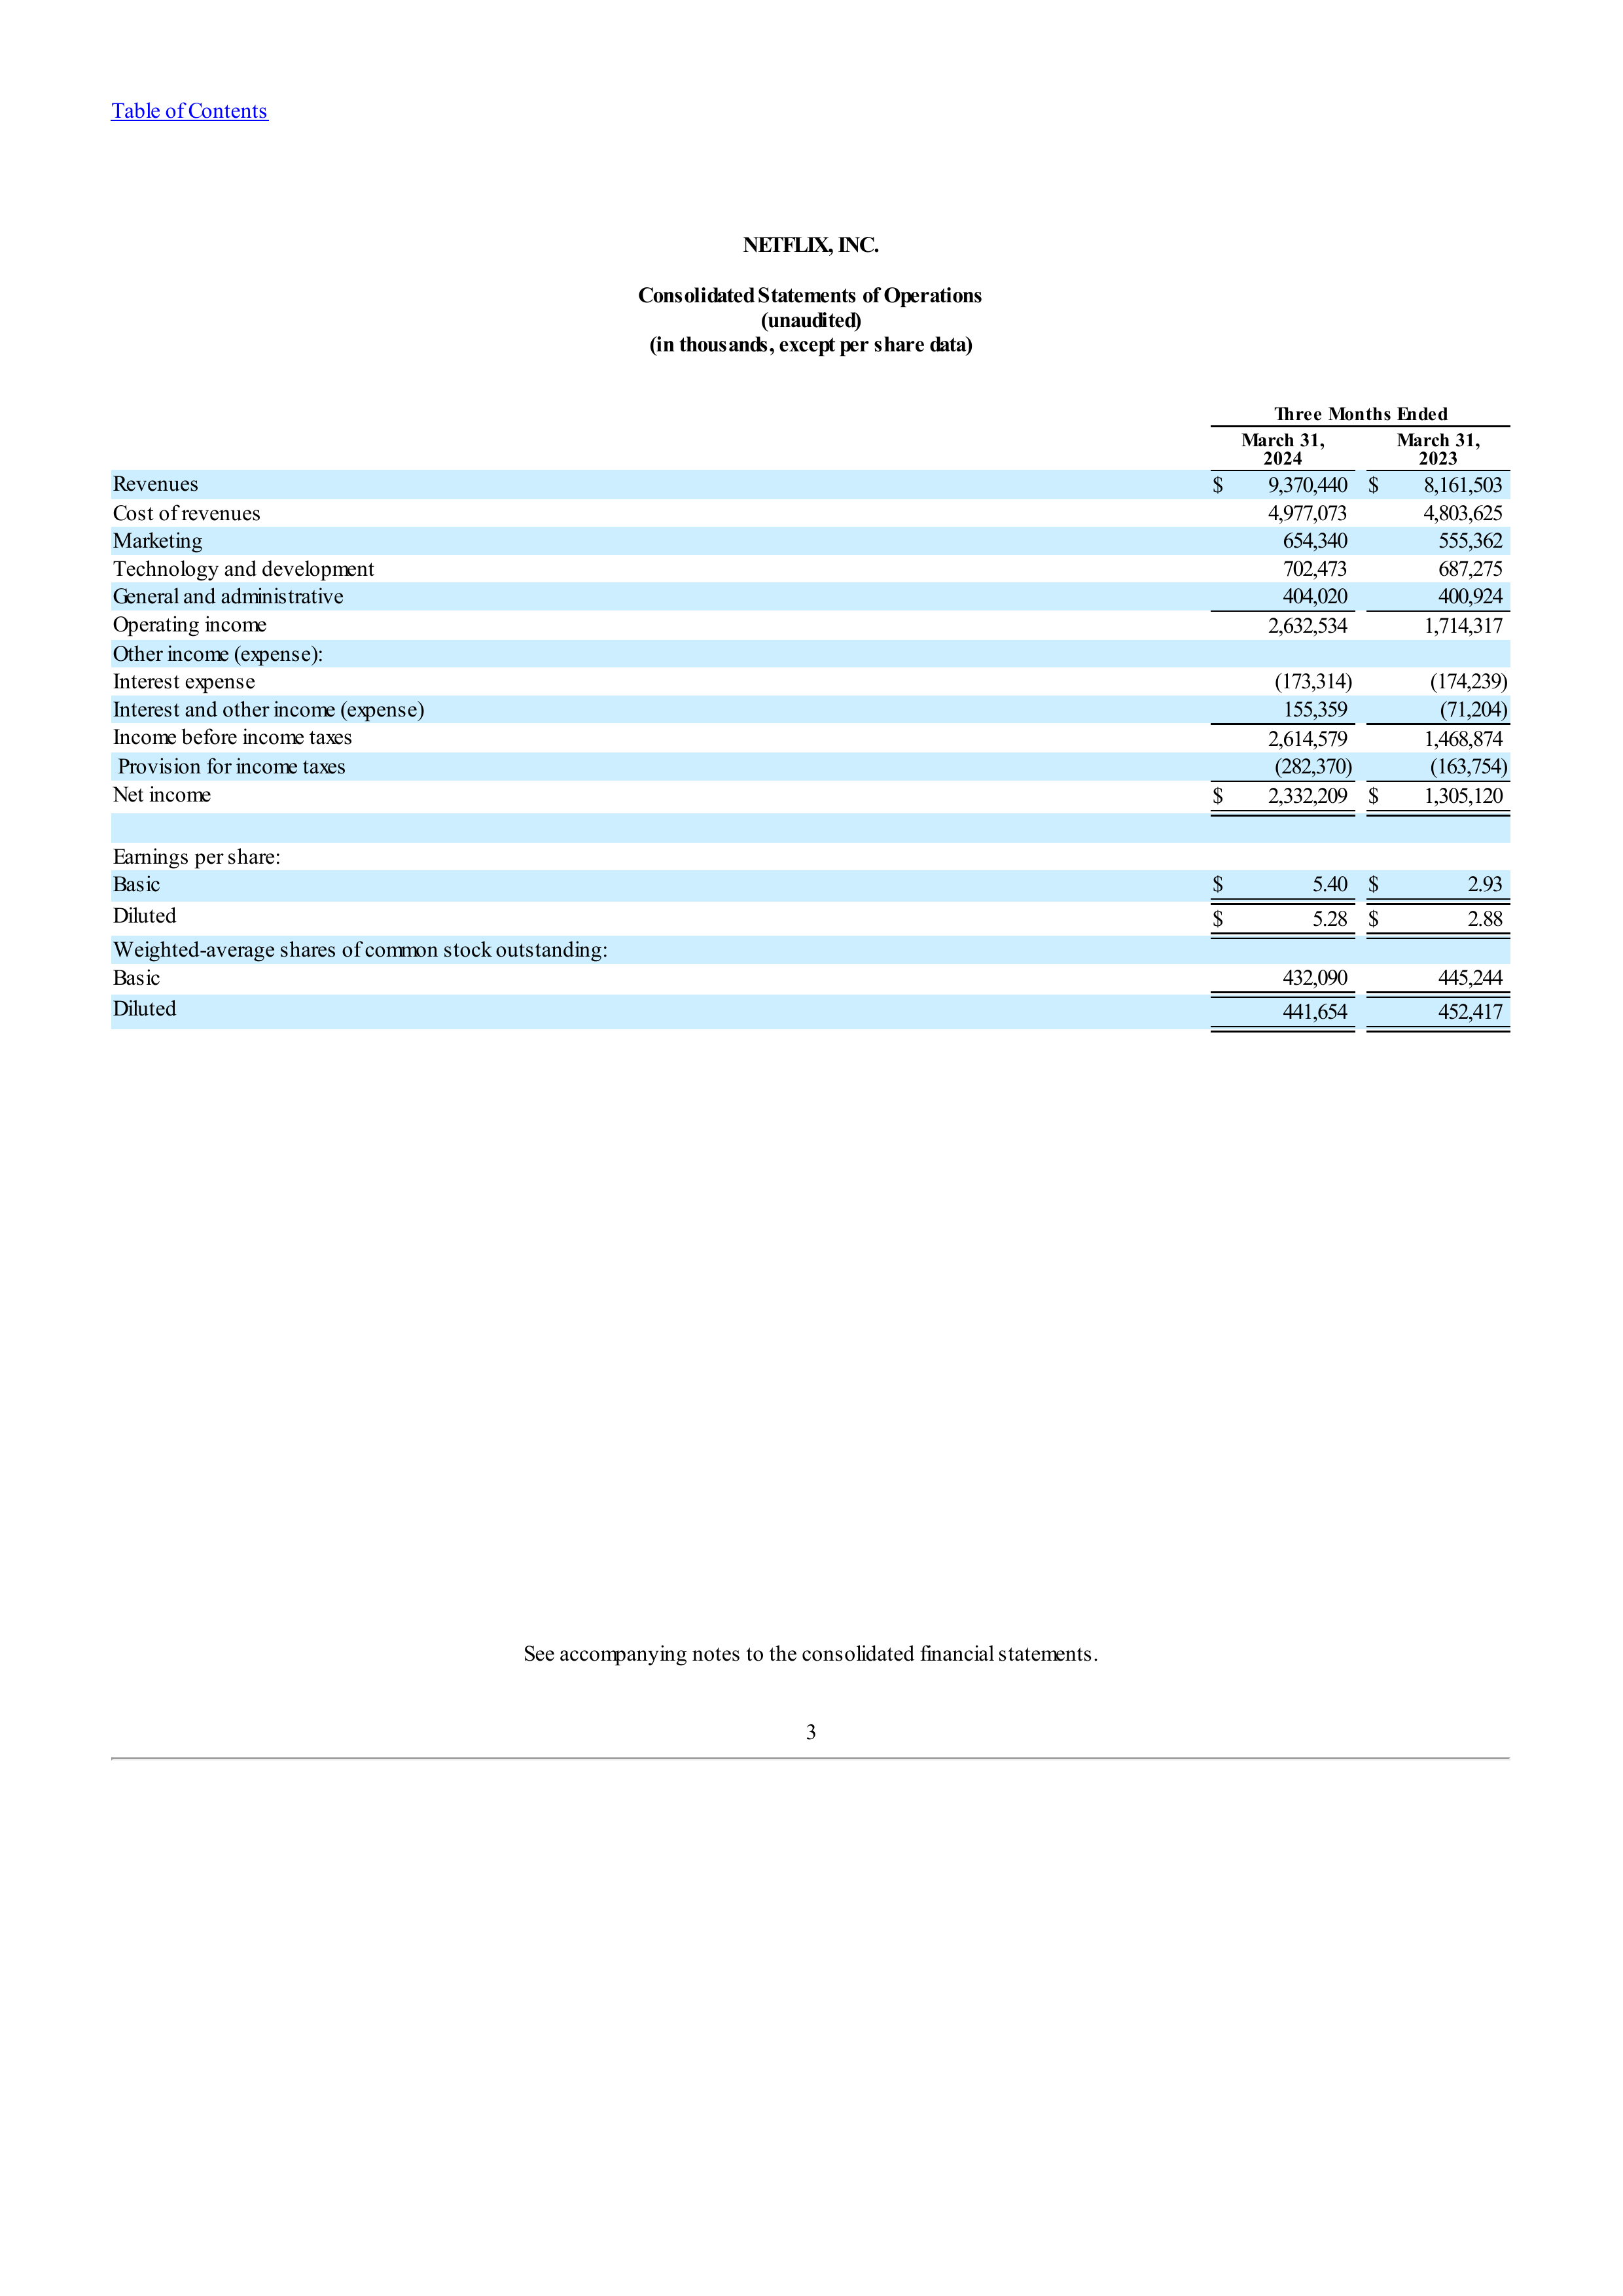 Table of Contents
NETFLIX, INC.
Consolidated Statements of Operations
(unaudited)
(in thousands, except per share data)
Three Months Ended
March 31, 2024 March 31, 2023
Revenues $ 9,370,440 $ 8,161,503
Cost of revenues 4,977,073 4,803,625
Marketing 654,340 555,362
Technology and development 702,473 687,275
General and administrative 404,020 400,924
Operating income 2,632,534 1,714,317
Other income (expense):
Interest expense (173,314) (174,239)
Interest and other income (expense) 155,359 (71,204)
Income before income taxes 2,614,579 1,468,874
Provision for income taxes (282,370) (163,754)
Net income $ 2,332,209 $ 1,305,120
Earnings per share:
Basic $ 5.40 $ 2.93
Diluted $ 5.28 $ 2.88
Weighted-average shares of common stock outstanding:
Basic 432,090 445,244
Diluted 441,654 452,417
See accompanying notes to the consolidated financial statements.
3